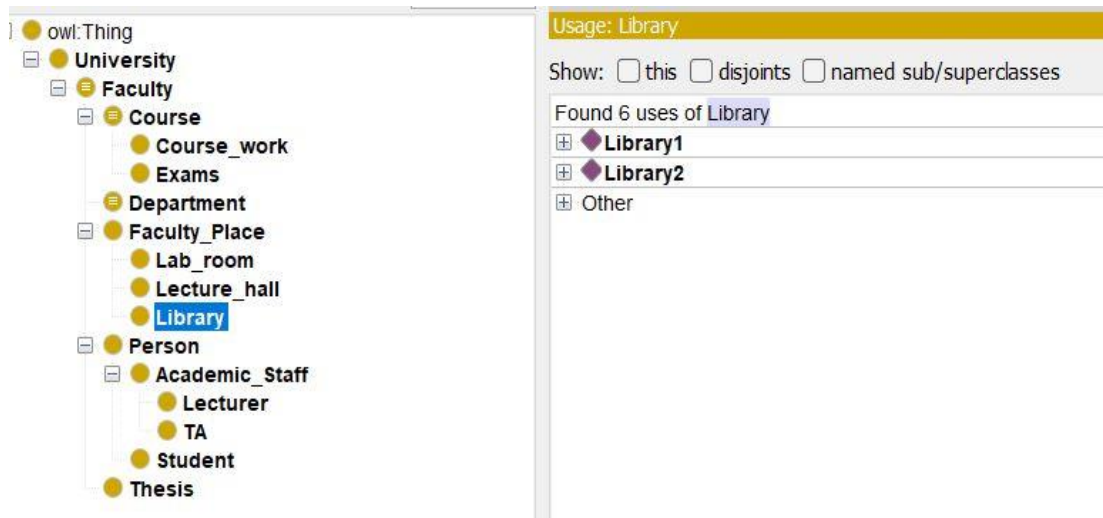 owl:Thing
University
Faculty
Course
Course_work
Exams
Department
Faculty_Place
Lab_room
Lecture_hall
Library
Person
Academic_Staff
Lecturer
TA
Student
Thesis
Usage: Library
Show: this disjoints named sub/superclasses
Found 6 uses of Library
Library1
Library2
Other